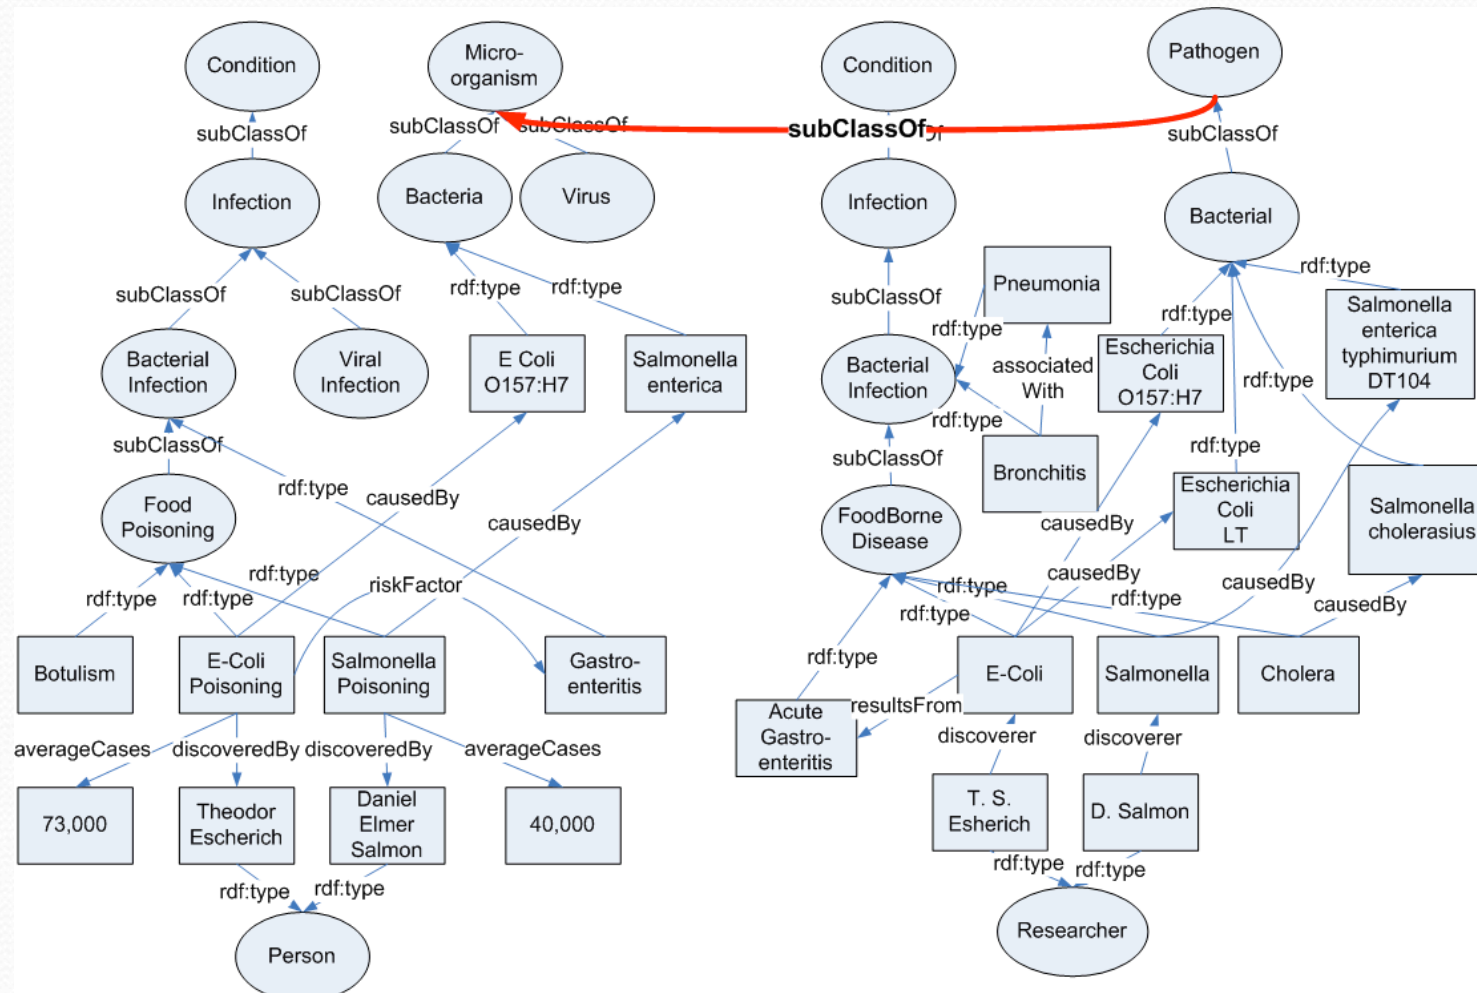 Condition
Micro-
organism
Condition
Pathogen
subClassOf
subClassOf
subClassOf
subClassOf
Of
subClassOf
Infection
Bacteria
Virus
Infection
Bacterial
subClassOf
subClassOf
rdf:type
rdf:type
subClassOf
Pneumonia
rdf:type
rdf:type
rdf:type
Salmonella
enterica
typhimurium
DT104
Bacterial
Infection
Viral
Infection
E Coli
O157:H7
Salmonella
enterica
Bacterial
Infection
associated
With
Escherichia
Coli
O157:H7
rdf:type
rdf:type
subClassOf
subClassOf
rdf:type
rdf:type
causedBy
causedBy
Bronchitis
Escherichia
Coli
LT
Salmonella
cholerasius
Food
Poisoning
FoodBorne
Disease
causedBy
rdf:type
rdf:type
rdf:type
riskFactor
causedBy
causedBy
rdf:type
rdf:type
rdf:type
causedBy
Botulism
E-Coli
Poisoning
Salmonella
Poisoning
Gastro-
enteritis
rdf:type
E-Coli
Salmonella
Cholera
resultsFrom
Acute
Gastro-
enteritis
averageCases
discoveredBy
discoveredBy
averageCases
discoverer
discoverer
73,000
Theodor
Escherich
Daniel
Elmer
Salmon
40,000
T. S.
Esherich
D. Salmon
rdf:type
rdf:type
rdf:type
rdf:type
Person
Researcher